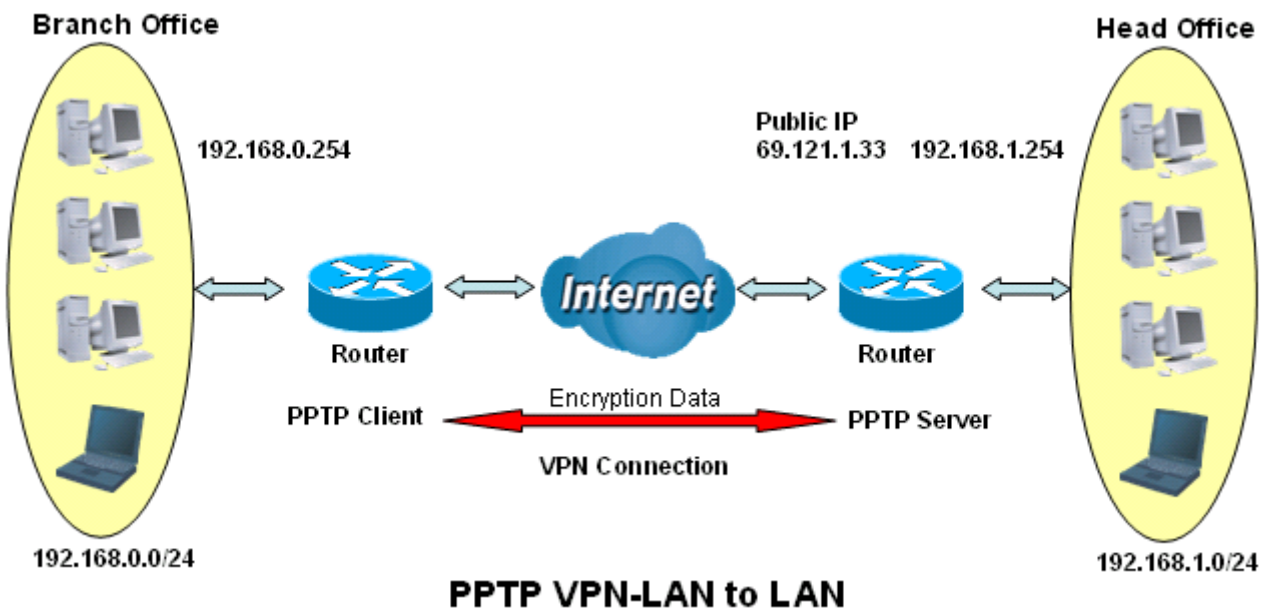 Branch Office
Head Office
Public IP
192.168.0.254
69.121.1.33 192.168.1.254
Internet
Router
Router
Encryption Data
PPTP Client
PPTP Server
VPN Connection
192.168.0.0/24
192.168.1.0/24
PPTP VPN-LAN to LAN